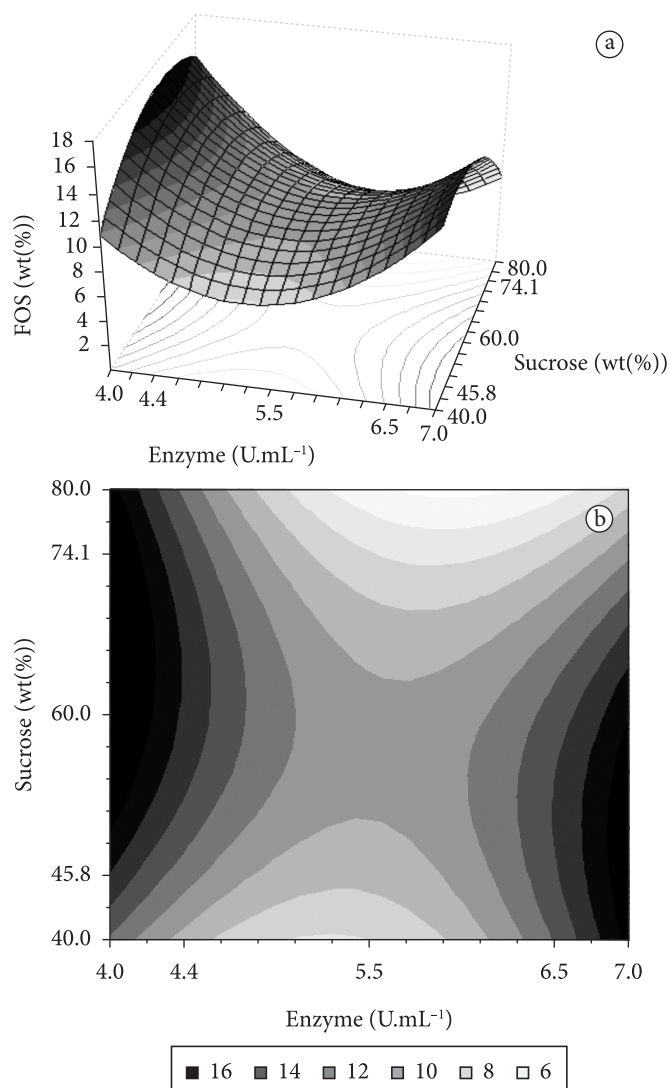 a
18
16
14
12
10
8
6
4
2
FOS (wt(%))
4.0 4.4 5.5 6.5 7.0
Enzyme (U.mL⁻¹)
80.0
74.1
60.0
45.8
40.0
Sucrose (wt(%))
b
80.0
74.1
60.0
45.8
40.0
Sucrose (wt(%))
4.0 4.4 5.5 6.5 7.0
Enzyme (U.mL⁻¹)
16 14 12 10 8 6